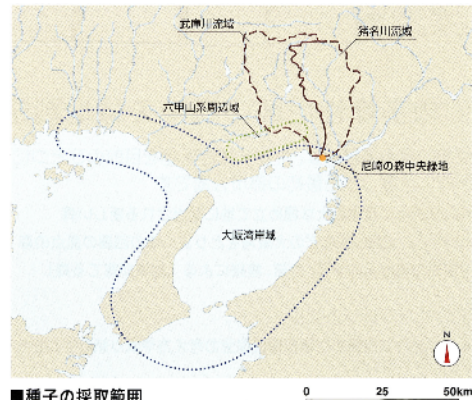 武庫川流域
猪名川流域
六甲山系周辺域
尼崎の森中央緑地
大阪湾岸域
N
■種子の採取範囲
0 25 50km